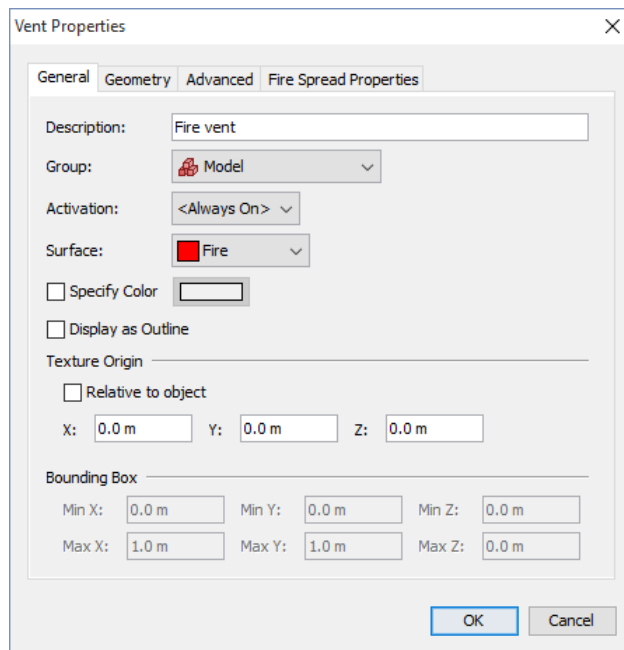 Vent Properties
General Geometry Advanced Fire Spread Properties
Description: Fire vent
Group: Model
Activation: <Always On>
Surface: Fire
Specify Color
Display as Outline
Texture Origin
Relative to object
X: 0.0 m Y: 0.0 m Z: 0.0 m
Bounding Box
Min X: 0.0 m Min Y: 0.0 m Min Z: 0.0 m
Max X: 1.0 m Max Y: 1.0 m Max Z: 0.0 m
OK Cancel